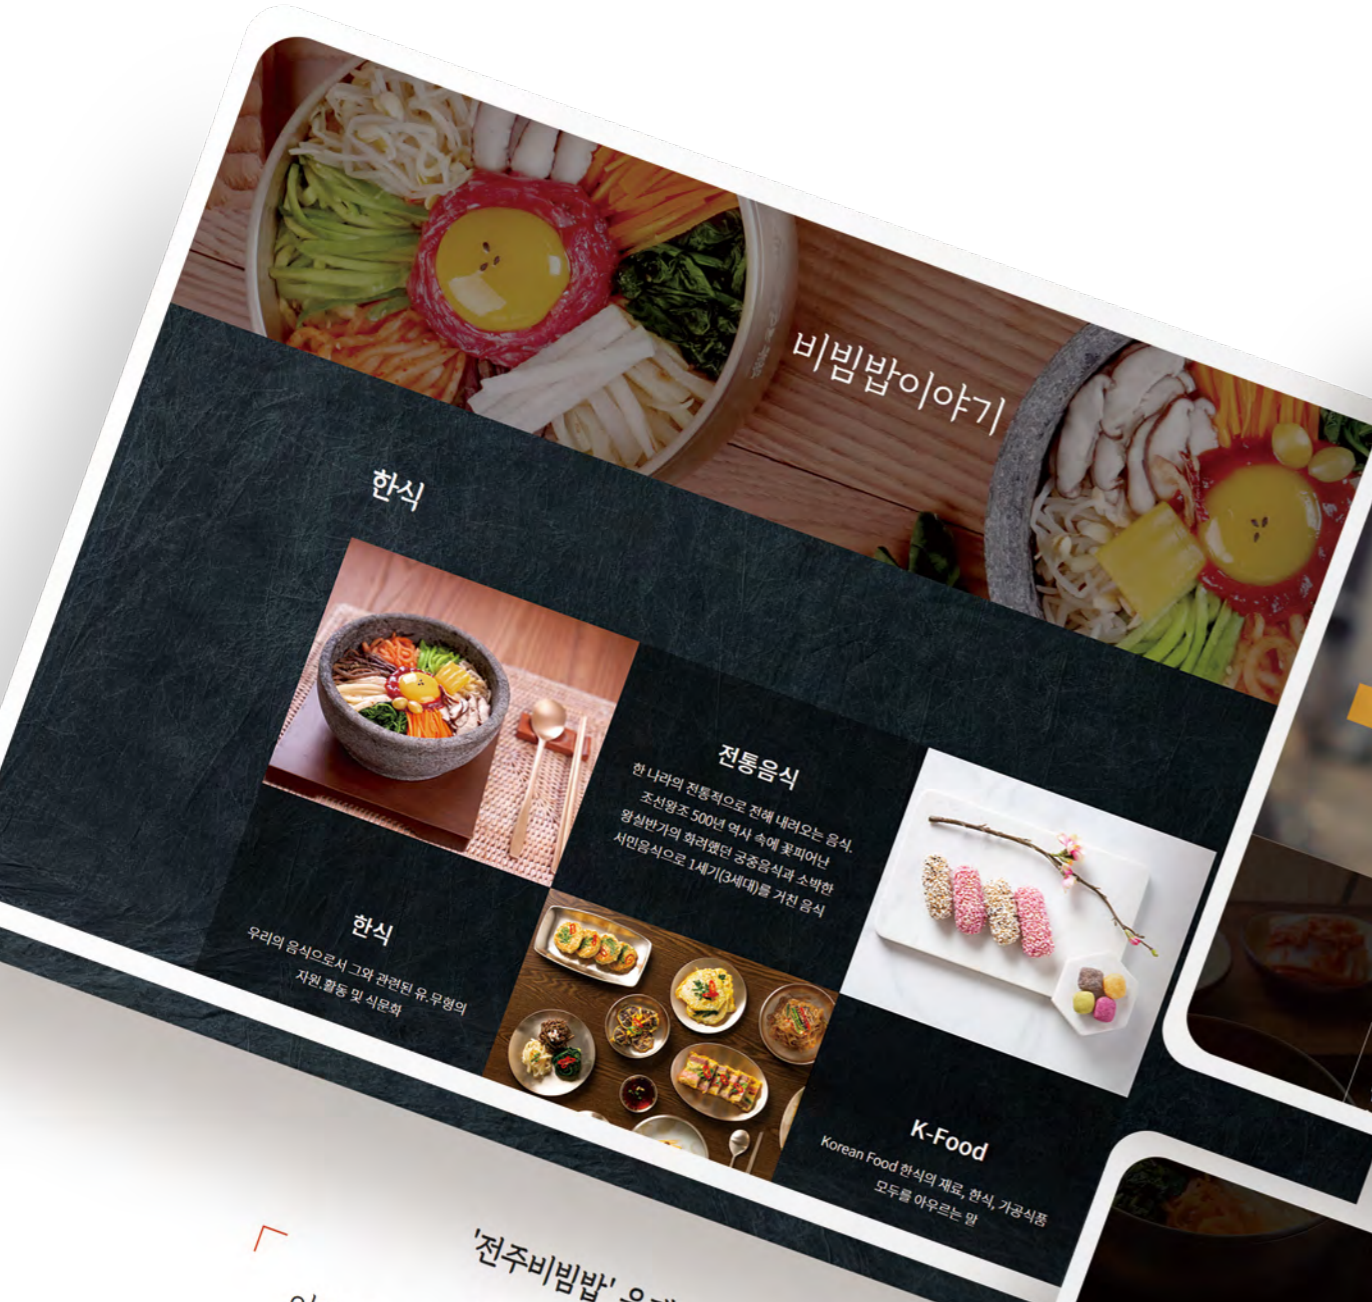 비빔밥이야기
한식
전통음식
한 나라의 전통적으로 전해 내려오는 음식.
조선왕조 500년 역사 속에 꽃피어난
왕실반가의 화려했던 궁중음식과 소박한
서민음식으로 1세기(3세대)를 거친 음식
한식
우리의 음식으로서 그와 관련된 유.무형의
자원.활동 및 식문화
K-Food
Korean Food 한식의 재료, 한식, 가공식품
모두를 아우르는 말
'전주비빔밥'